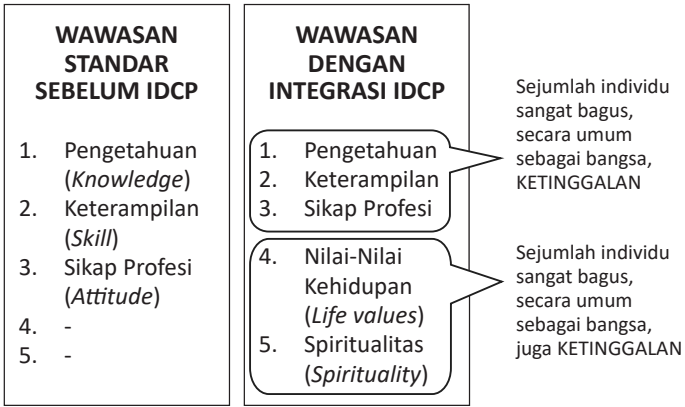 WAWASAN
STANDAR
SEBELUM IDCP
1. Pengetahuan
(Knowledge)
2. Keterampilan
(Skill)
3. Sikap Profesi
(Attitude)
4. -
5. -
WAWASAN
DENGAN
INTEGRASI IDCP
1. Pengetahuan
2. Keterampilan
3. Sikap Profesi
4. Nilai-Nilai
Kehidupan
(Life values)
5. Spiritualitas
(Spirituality)
Sejumlah individu
sangat bagus,
secara umum
sebagai bangsa,
KETINGGALAN
Sejumlah individu
sangat bagus,
secara umum
sebagai bangsa,
juga KETINGGALAN